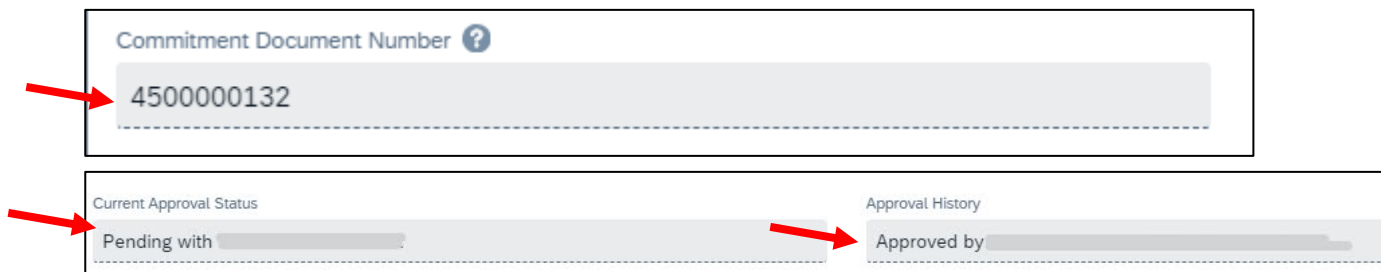 Commitment Document Number ?
4500000132
Current Approval Status
Pending with
Approval History
Approved by